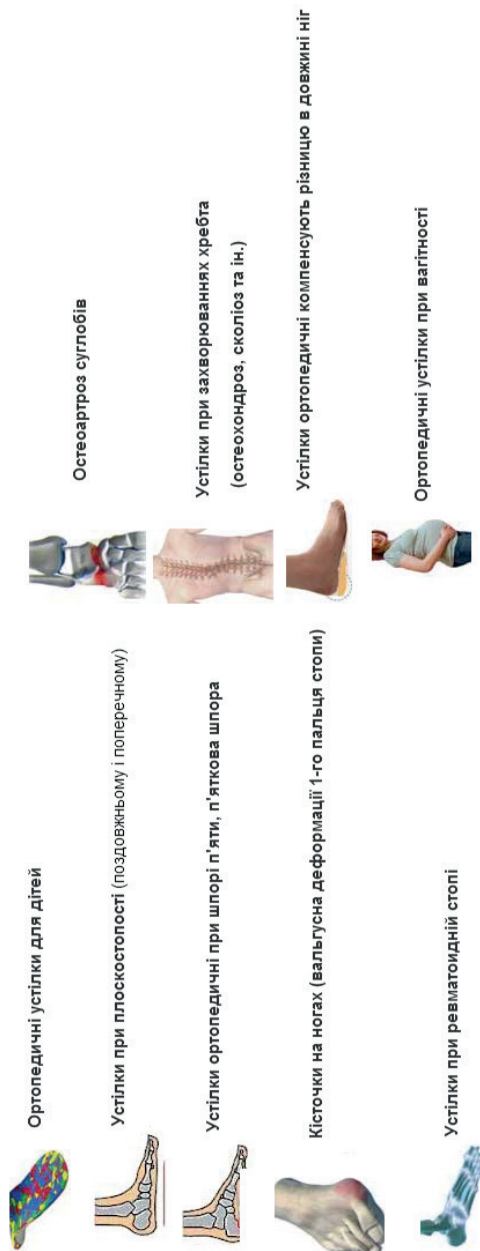 Ортопедичні устілки для дітей
Устілки при плоскостопості (поздовжньому і поперечному)
Устілки ортопедичні при шпорі п'яти, п'яткова шпора
Кісточки на ногах (вальгусна деформації 1-го пальця стопи)
Устілки при ревматоидній стопі
Остеоартроз суглобів
Устілки при захворюваннях хребта
(остеохондроз, сколіоз та ін.)
Устілки ортопедичні компенсують різницю в довжині ніг
Ортопедичні устілки при вагітності